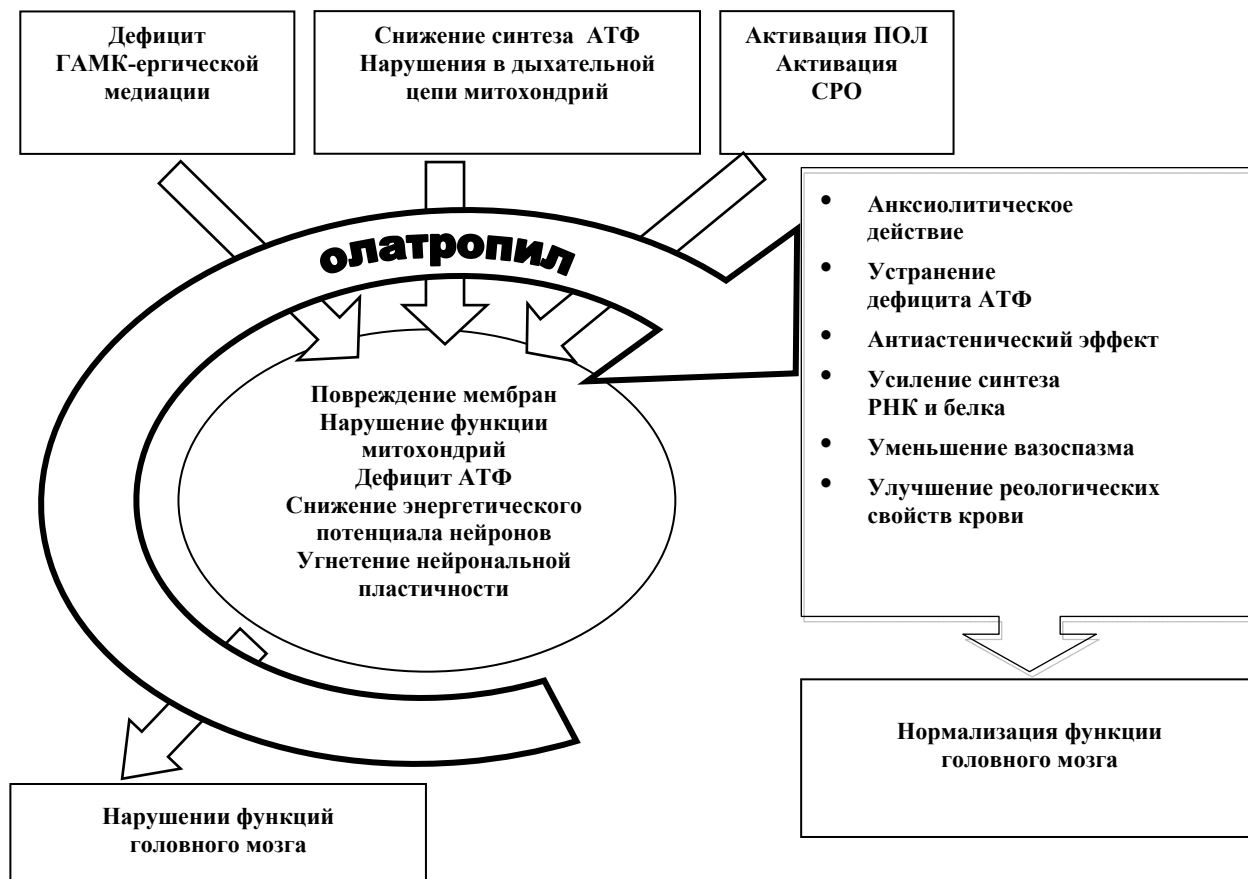 Дефицит
ГАМК-ергической
медиации
Снижение синтеза АТФ
Нарушения в дыхательной
цепи митохондрий
Активация ПОЛ
Активация
СРО
олатропил
Повреждение мембран
Нарушение функции
митохондрий
Дефицит АТФ
Снижение энергетического
потенциала нейронов
Угнетение нейрональной
пластичности
• Анксиолитическое
действие
• Устранение
дефицита АТФ
• Антиастенический эффект
• Усиление синтеза
РНК и белка
• Уменьшение вазоспазма
• Улучшение реологических
свойств крови
Нормализация функции
головного мозга
Нарушении функций
головного мозга